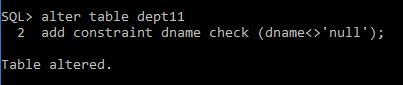 SQL> alter table dept11
  2  add constraint dname check (dname<>'null');
Table altered.